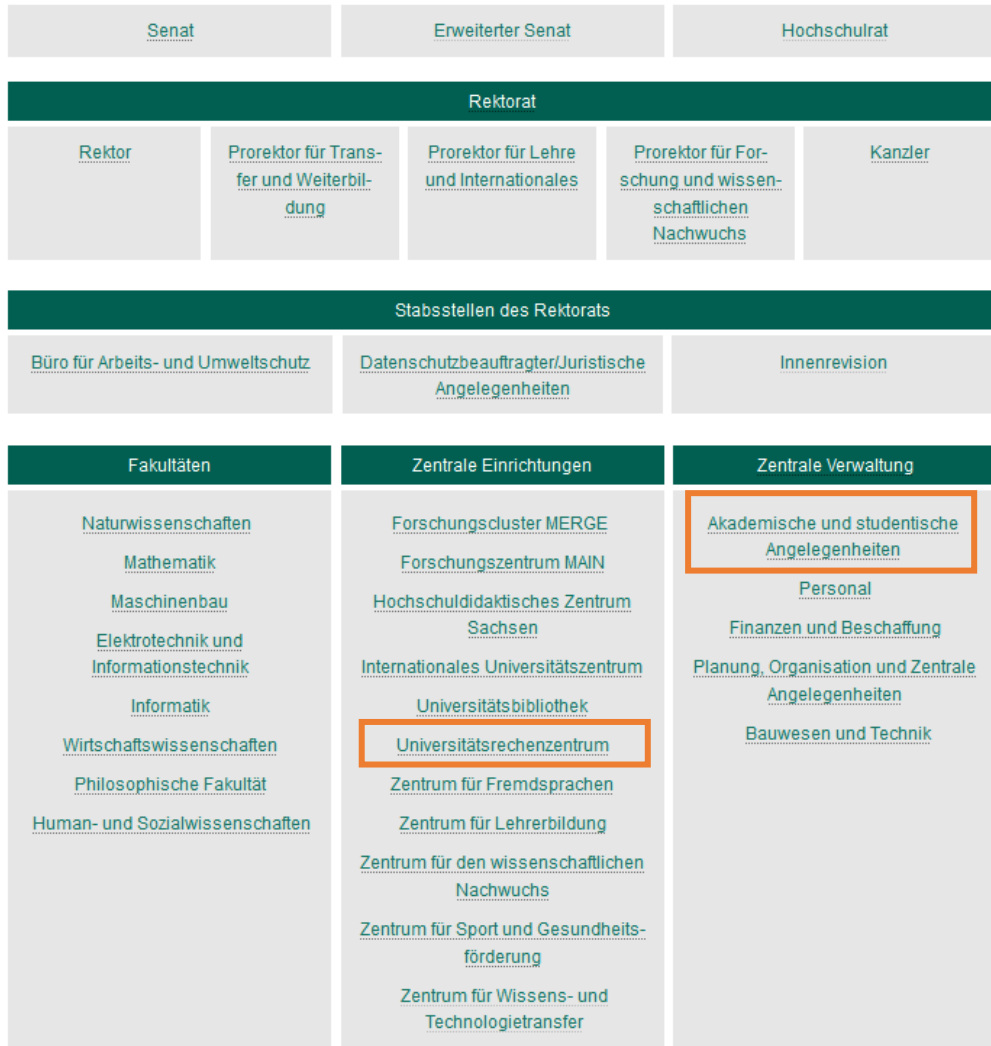 Senat
Erweiterter Senat
Hochschulrat
Rektorat
Rektor
Prorektor für Trans-
fer und Weiterbil-
dung
Prorektor für Lehre
und Internationales
Prorektor für For-
schung und wissen-
schaftlichen
Nachwuchs
Kanzler
Stabsstellen des Rektorats
Büro für Arbeits- und Umweltschutz
Datenschutzbeauftragter/Juristische
Angelegenheiten
Innenrevision
Fakultäten
Naturwissenschaften
Mathematik
Maschinenbau
Elektrotechnik und
Informationstechnik
Informatik
Wirtschaftswissenschaften
Philosophische Fakultät
Human- und Sozialwissenschaften
Zentrale Einrichtungen
Forschungscluster MERGE
Forschungszentrum MAIN
Hochschuldidaktisches Zentrum
Sachsen
Internationales Universitätszentrum
Universitätsbibliothek
Universitätsrechenzentrum
Zentrum für Fremdsprachen
Zentrum für Lehrerbildung
Zentrum für den wissenschaftlichen
Nachwuchs
Zentrum für Sport und Gesundheits-
förderung
Zentrum für Wissens- und
Technologietransfer
Zentrale Verwaltung
Akademische und studentische
Angelegenheiten
Personal
Finanzen und Beschaffung
Planung, Organisation und Zentrale
Angelegenheiten
Bauwesen und Technik